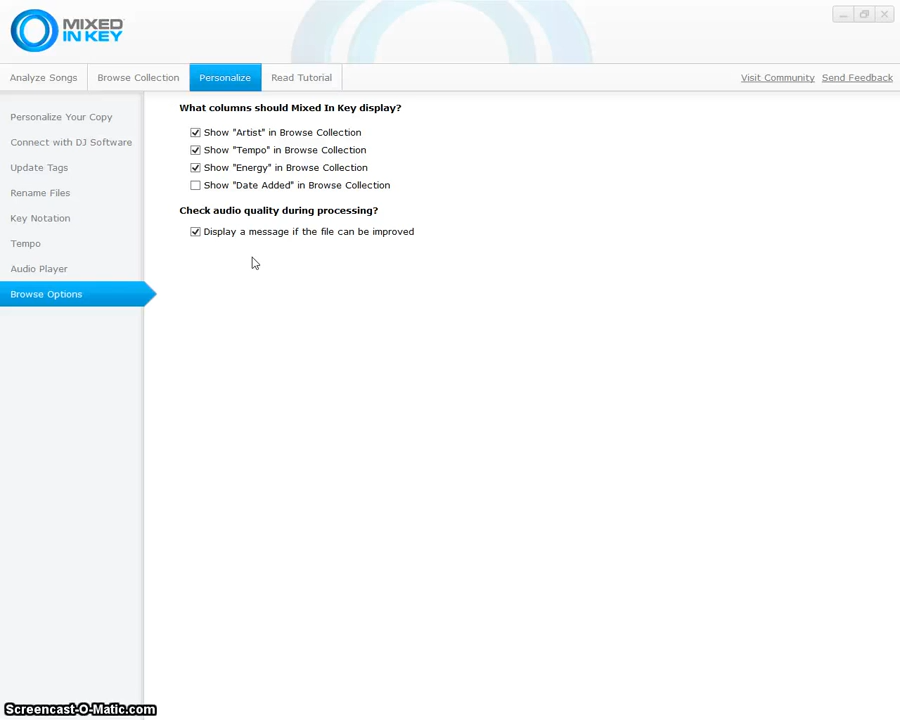 MIXED
IN KEY
Analyze Songs
Browse Collection
Personalize
Read Tutorial
Visit Community
Send Feedback
Personalize Your Copy
Connect with DJ Software
Update Tags
Rename Files
Key Notation
Tempo
Audio Player
Browse Options
What columns should Mixed In Key display?
Show "Artist" in Browse Collection
Show "Tempo" in Browse Collection
Show "Energy" in Browse Collection
Show "Date Added" in Browse Collection
Check audio quality during processing?
Display a message if the file can be improved
Screencast-O-Matic.com